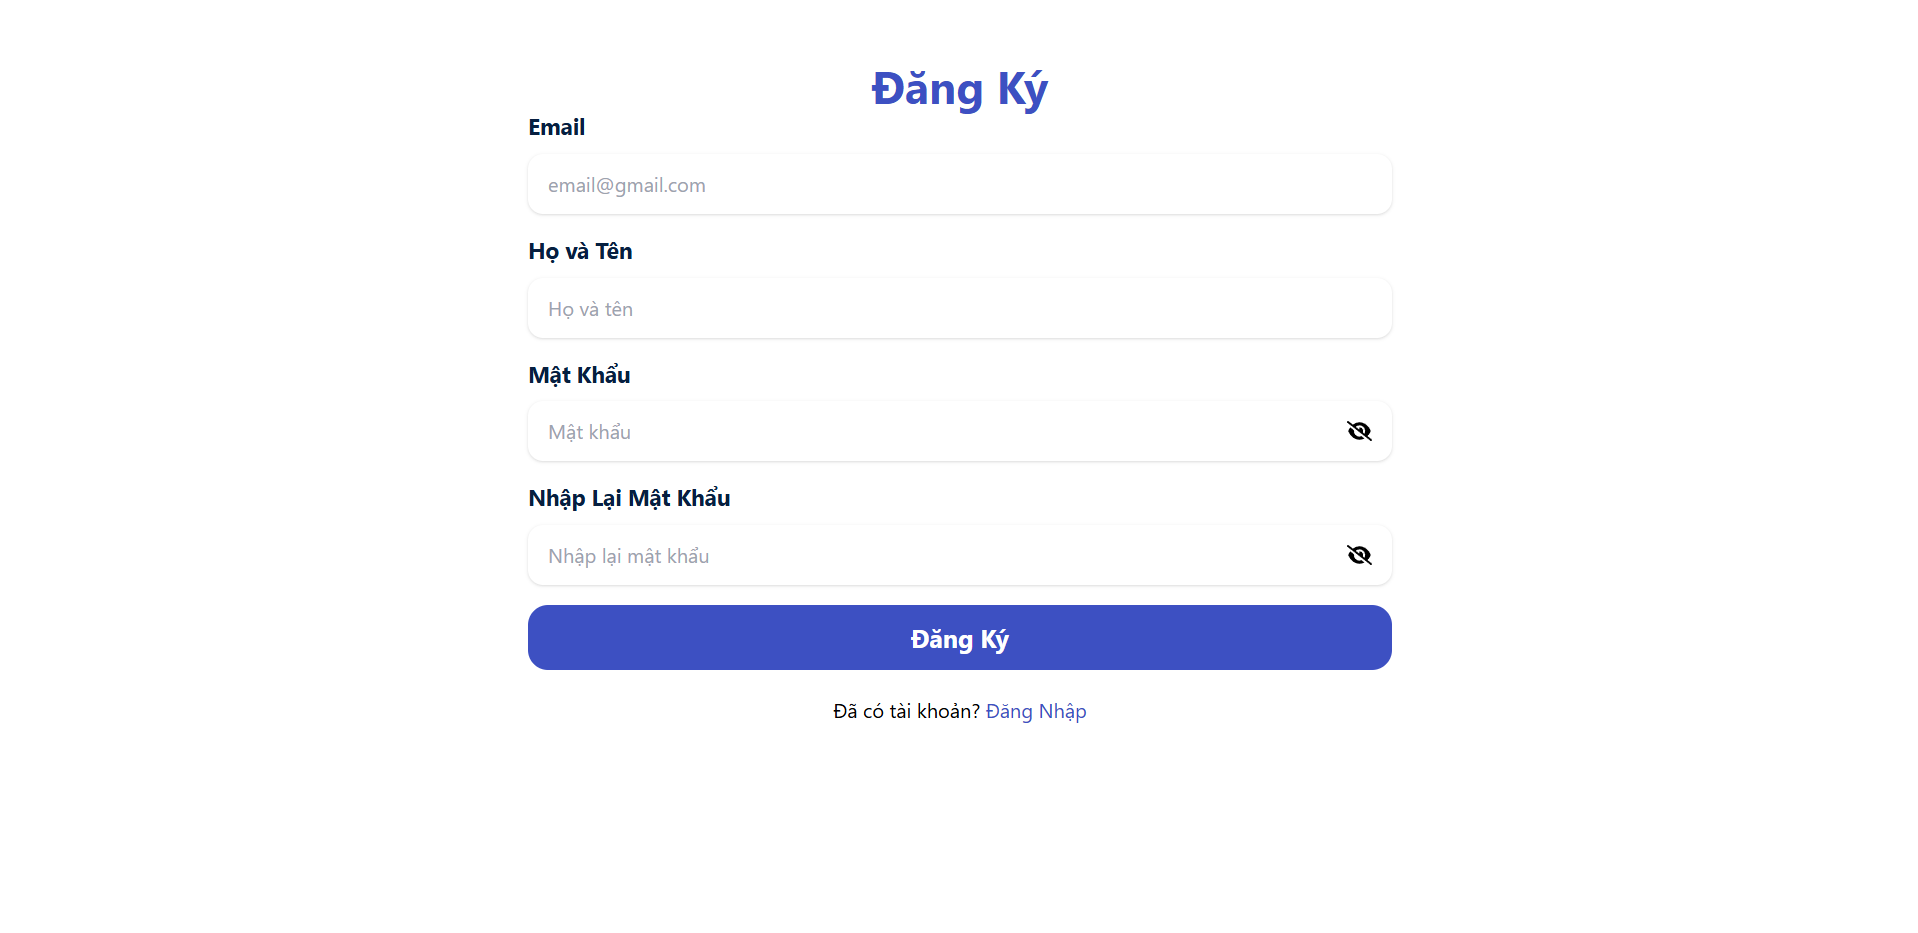 Đăng Ký
Email
email@gmail.com
Họ và Tên
Họ và tên
Mật Khẩu
Mật khẩu
Nhập Lại Mật Khẩu
Nhập lại mật khẩu
Đăng Ký
Đã có tài khoản? Đăng Nhập